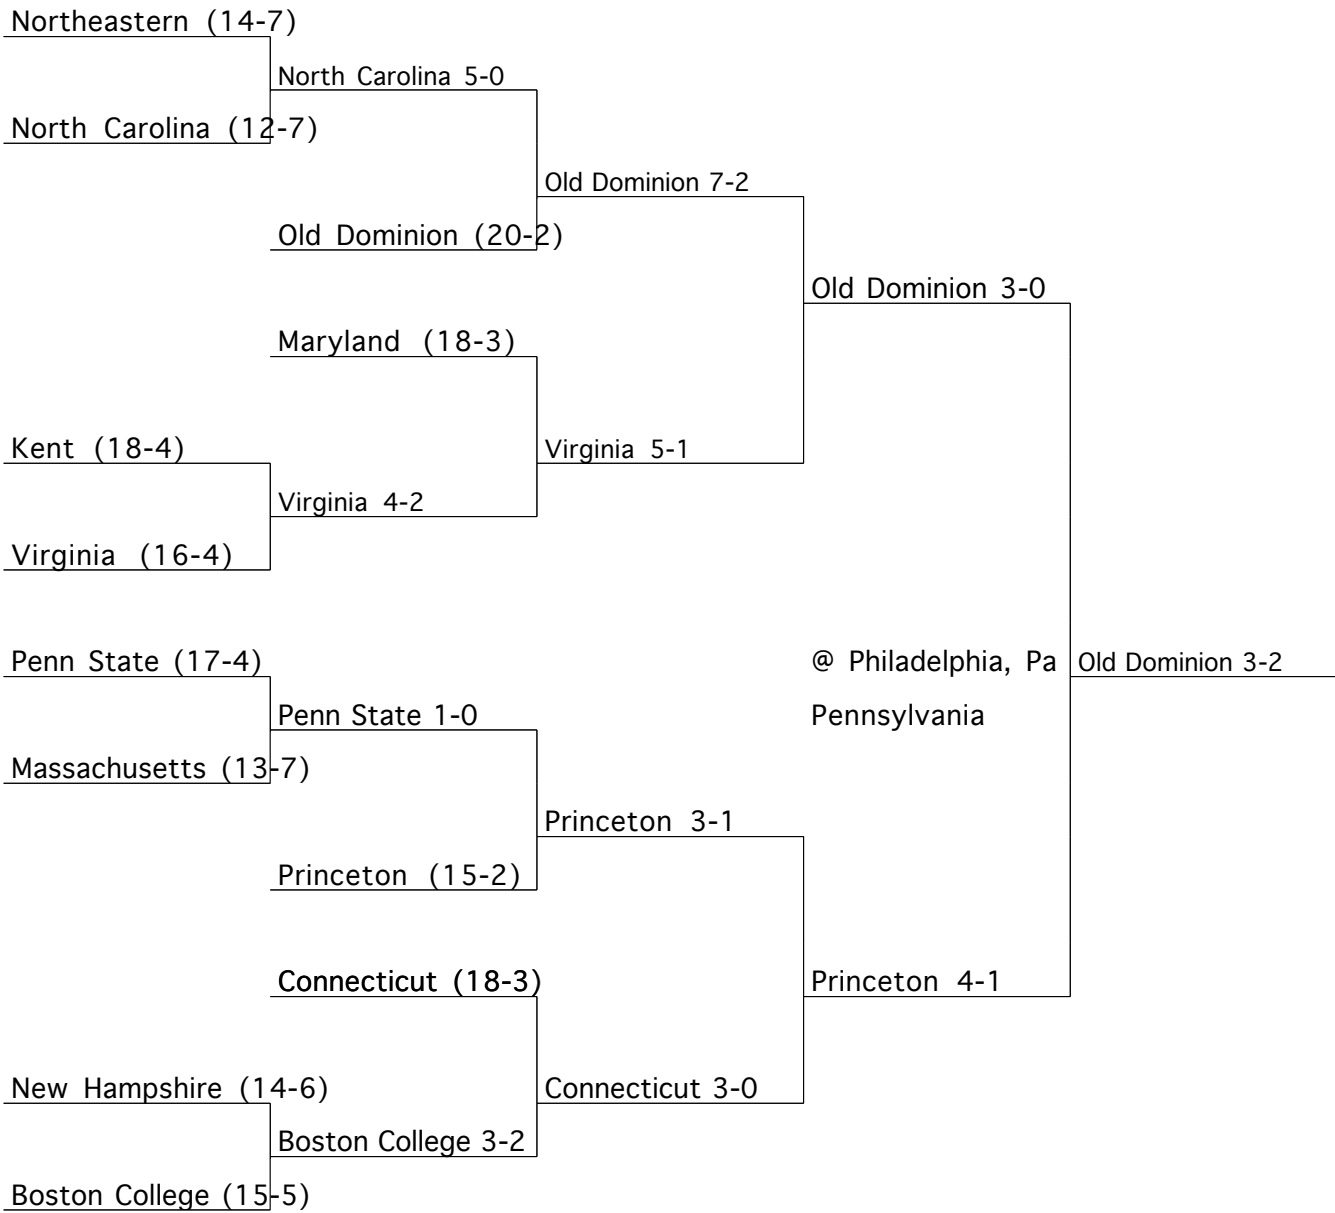 Northeastern (14-7)
North Carolina 5-0
North Carolina (12-7)
Old Dominion 7-2
Old Dominion (20-2)
Old Dominion 3-0
Maryland (18-3)
Kent (18-4)
Virginia 5-1
Virginia 4-2
Virginia (16-4)
Penn State (17-4)
@ Philadelphia, Pa
Old Dominion 3-2
Penn State 1-0
Pennsylvania
Massachusetts (13-7)
Princeton 3-1
Princeton (15-2)
Connecticut (18-3)
Princeton 4-1
New Hampshire (14-6)
Connecticut 3-0
Boston College 3-2
Boston College (15-5)